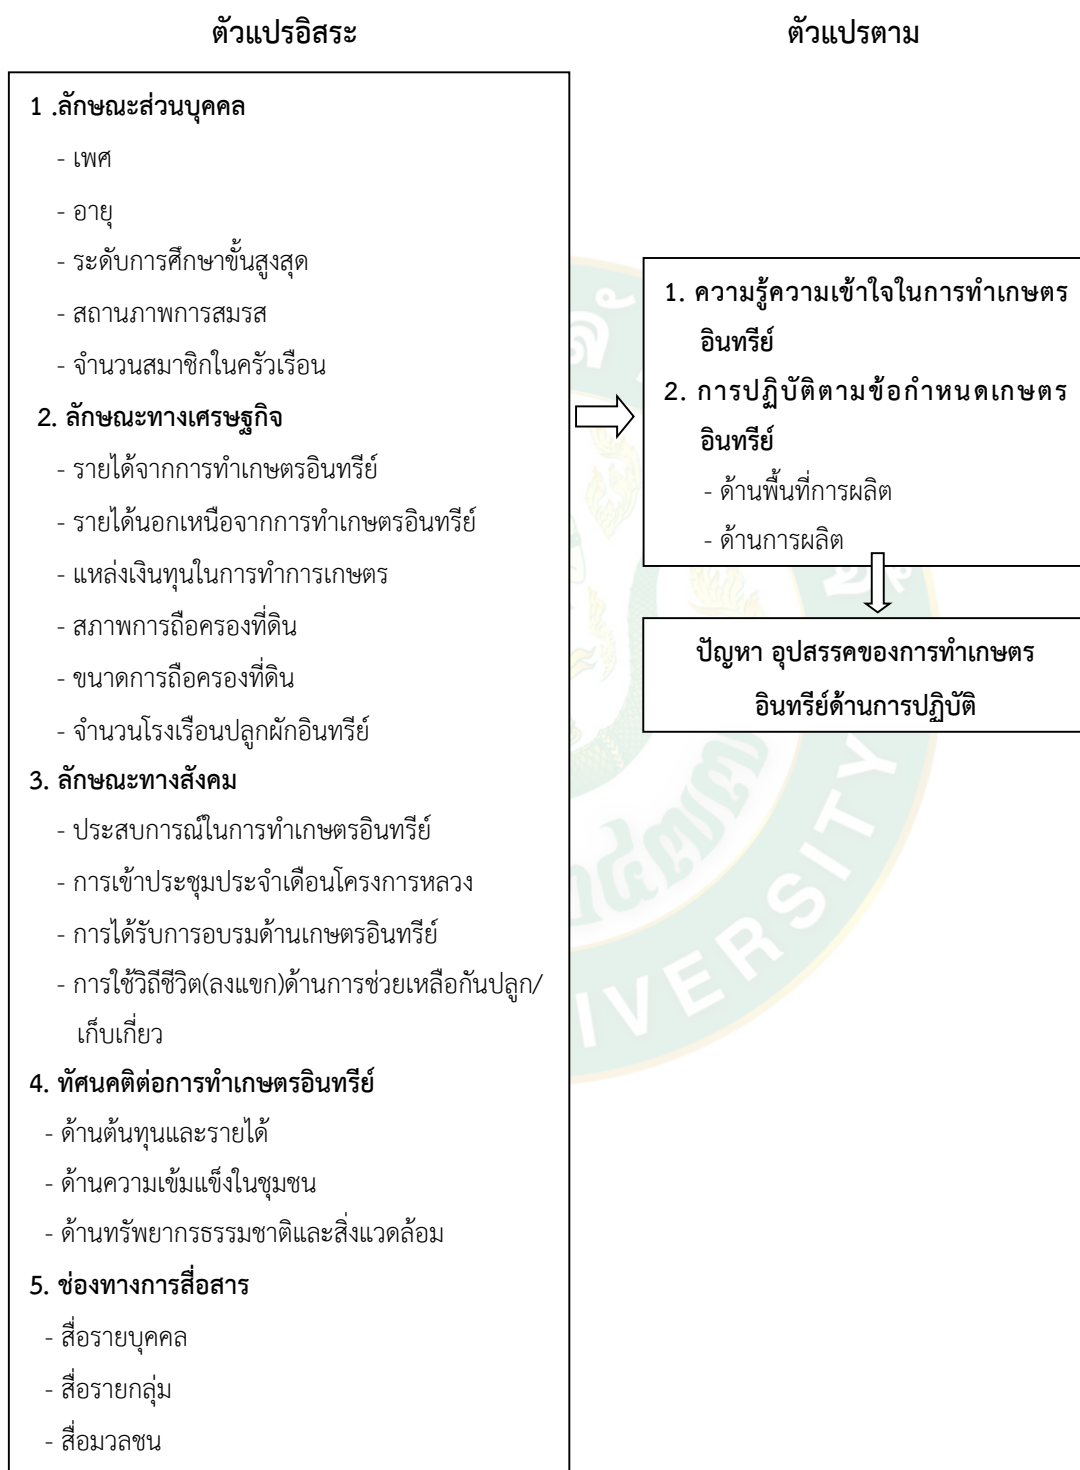 ตัวแปรอิสระ
ตัวแปรตาม
1 .ลักษณะส่วนบุคคล
- เพศ
- อายุ
- ระดับการศึกษาขั้นสูงสุด
- สถานภาพการสมรส
- จำนวนสมาชิกในครัวเรือน
2. ลักษณะทางเศรษฐกิจ
- รายได้จากการทำเกษตรอินทรีย์
- รายได้นอกเหนือจากการทำเกษตรอินทรีย์
- แหล่งเงินทุนในการทำการเกษตร
- สภาพการถือครองที่ดิน
- ขนาดการถือครองที่ดิน
- จำนวนโรงเรือนปลูกผักอินทรีย์
3. ลักษณะทางสังคม
- ประสบการณ์ในการทำเกษตรอินทรีย์
- การเข้าประชุมประจำเดือนโครงการหลวง
- การได้รับการอบรมด้านเกษตรอินทรีย์
- การใช้วิถีชีวิต(ลงแขก)ด้านการช่วยเหลือกันปลูก/
เก็บเกี่ยว
4. ทัศนคติต่อการทำเกษตรอินทรีย์
- ด้านต้นทุนและรายได้
- ด้านความเข้มแข็งในชุมชน
- ด้านทรัพยากรธรรมชาติและสิ่งแวดล้อม
5. ช่องทางการสื่อสาร
- สื่อรายบุคคล
- สื่อรายกลุ่ม
- สื่อมวลชน
1. ความรู้ความเข้าใจในการทำเกษตร
อินทรีย์
2. การปฏิบัติตามข้อกำหนดเกษตร
อินทรีย์
- ด้านพื้นที่การผลิต
- ด้านการผลิต
ปัญหา อุปสรรคของการทำเกษตร
อินทรีย์ด้านการปฏิบัติ
IVERSITY